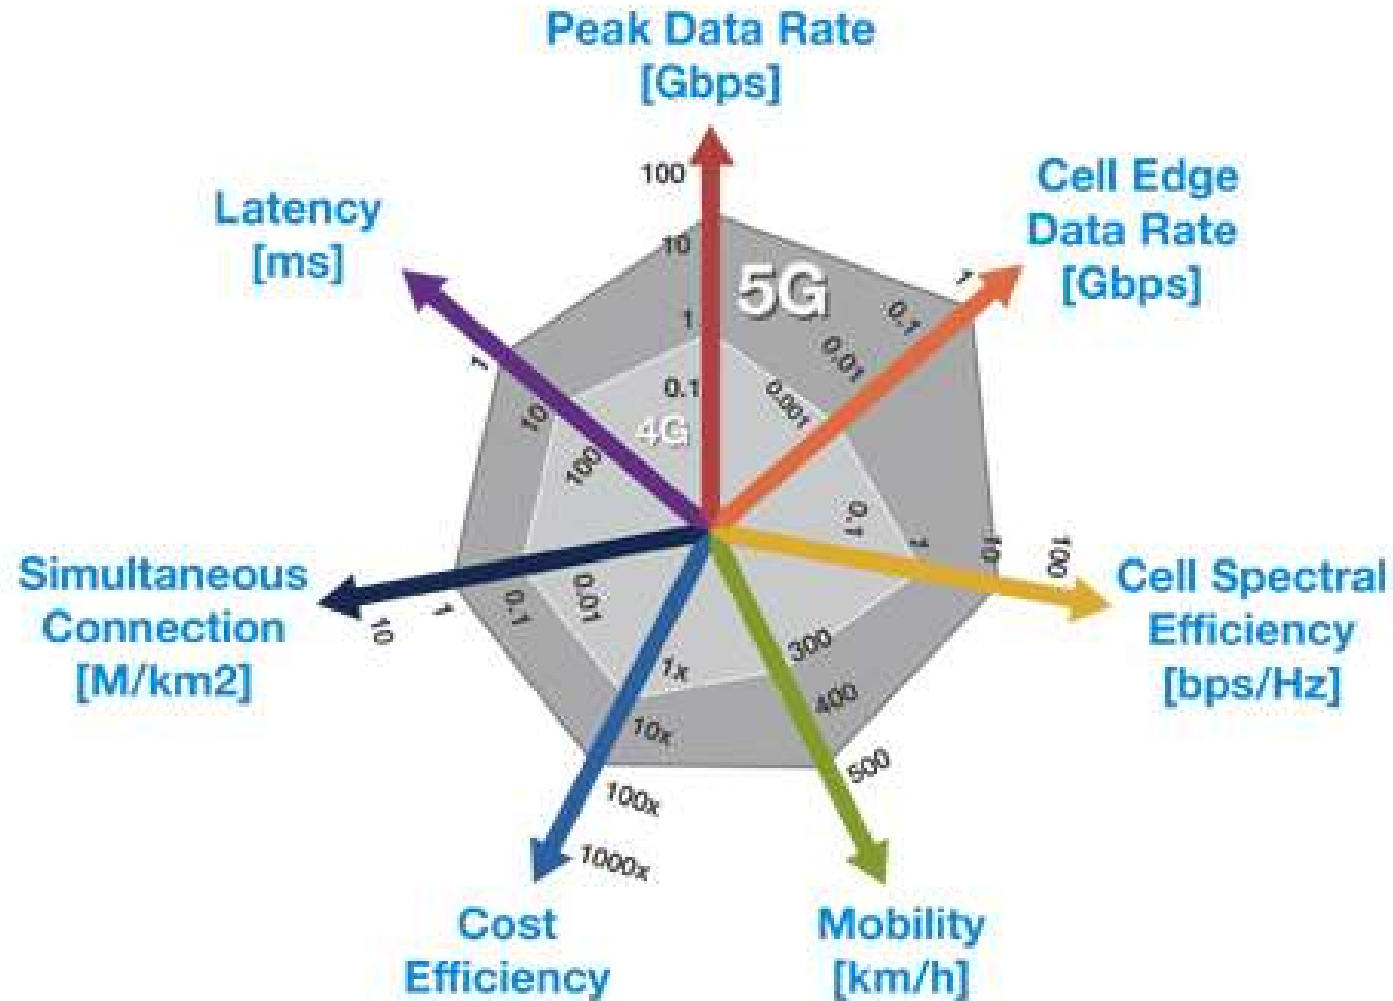 Peak Data Rate
[Gbps]
100
10
1
0.1
5G
4G
Cell Edge
Data Rate
[Gbps]
1
0.1
0.01
0.001
Cell Spectral
Efficiency
[bps/Hz]
0.1
1
10
100
Mobility
[km/h]
300
400
500
Cost
Efficiency
1x
10x
100x
1000x
Simultaneous
Connection
[M/km2]
0.01
0.1
1
10
Latency
[ms]
1
10
100